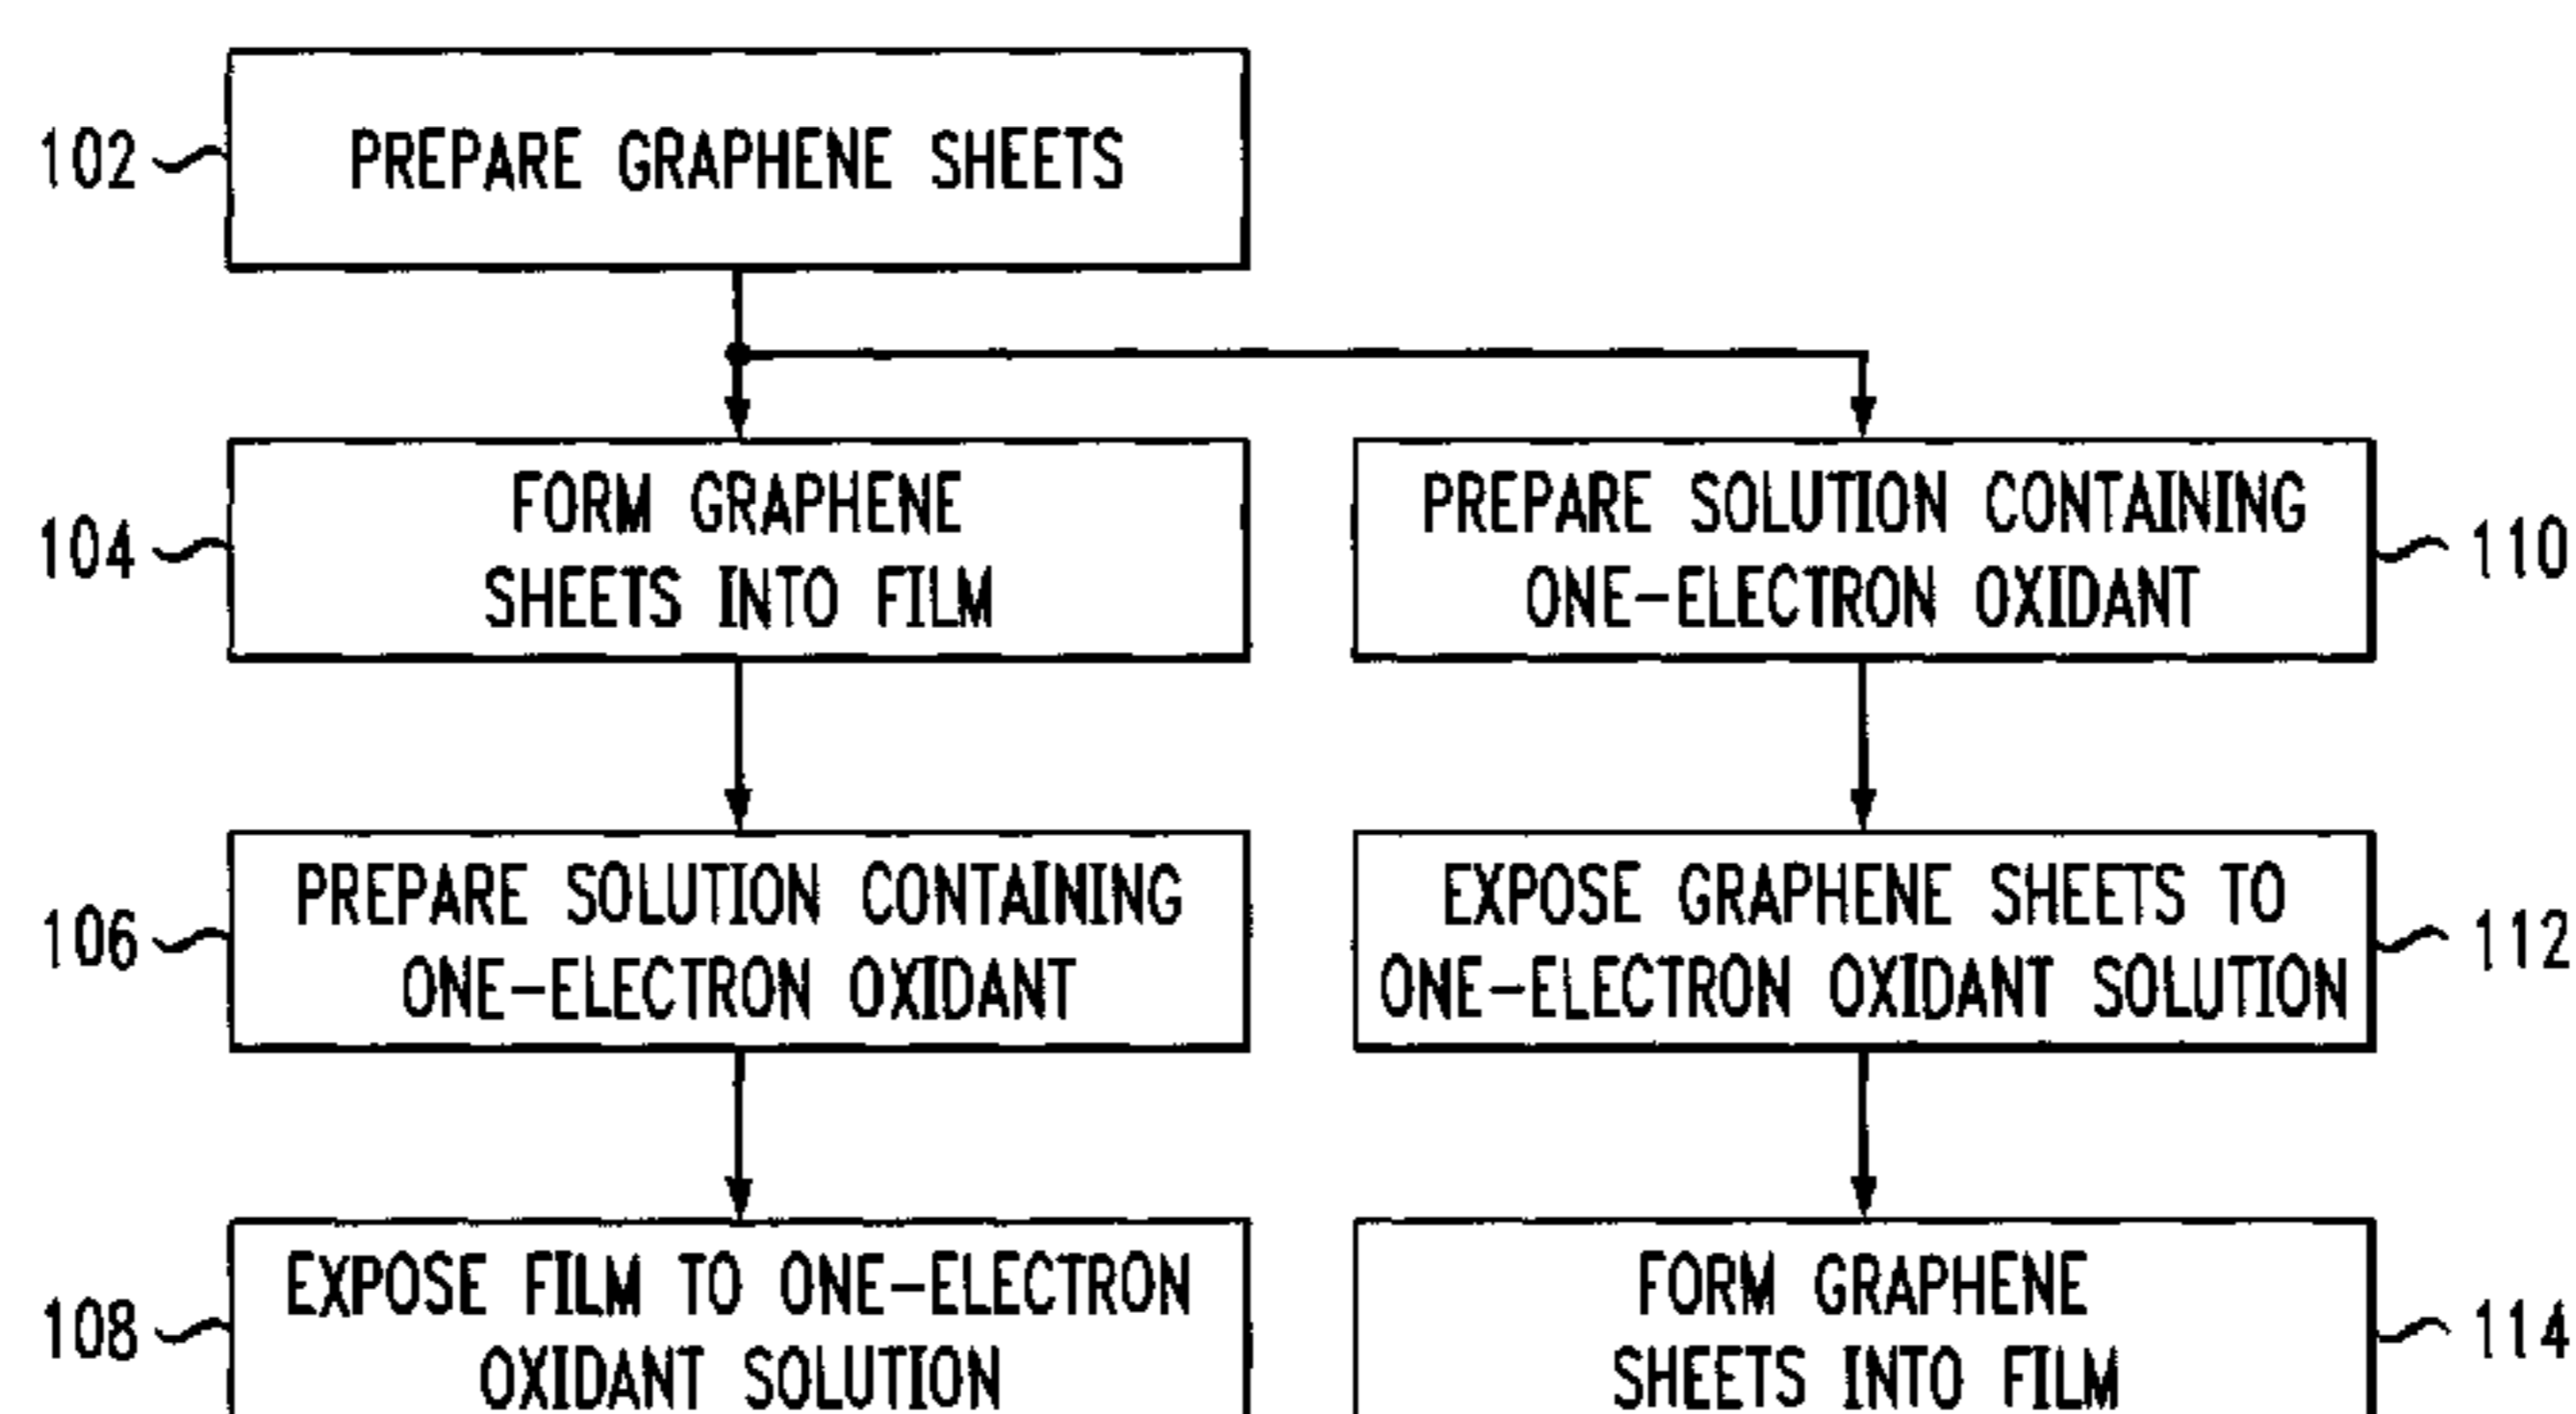 102
PREPARE GRAPHENE SHEETS
104
FORM GRAPHENE
SHEETS INTO FILM
106
PREPARE SOLUTION CONTAINING
ONE-ELECTRON OXIDANT
108
EXPOSE FILM TO ONE-ELECTRON
OXIDANT SOLUTION
PREPARE SOLUTION CONTAINING
ONE-ELECTRON OXIDANT
110
EXPOSE GRAPHENE SHEETS TO
ONE-ELECTRON OXIDANT SOLUTION
112
FORM GRAPHENE
SHEETS INTO FILM
114